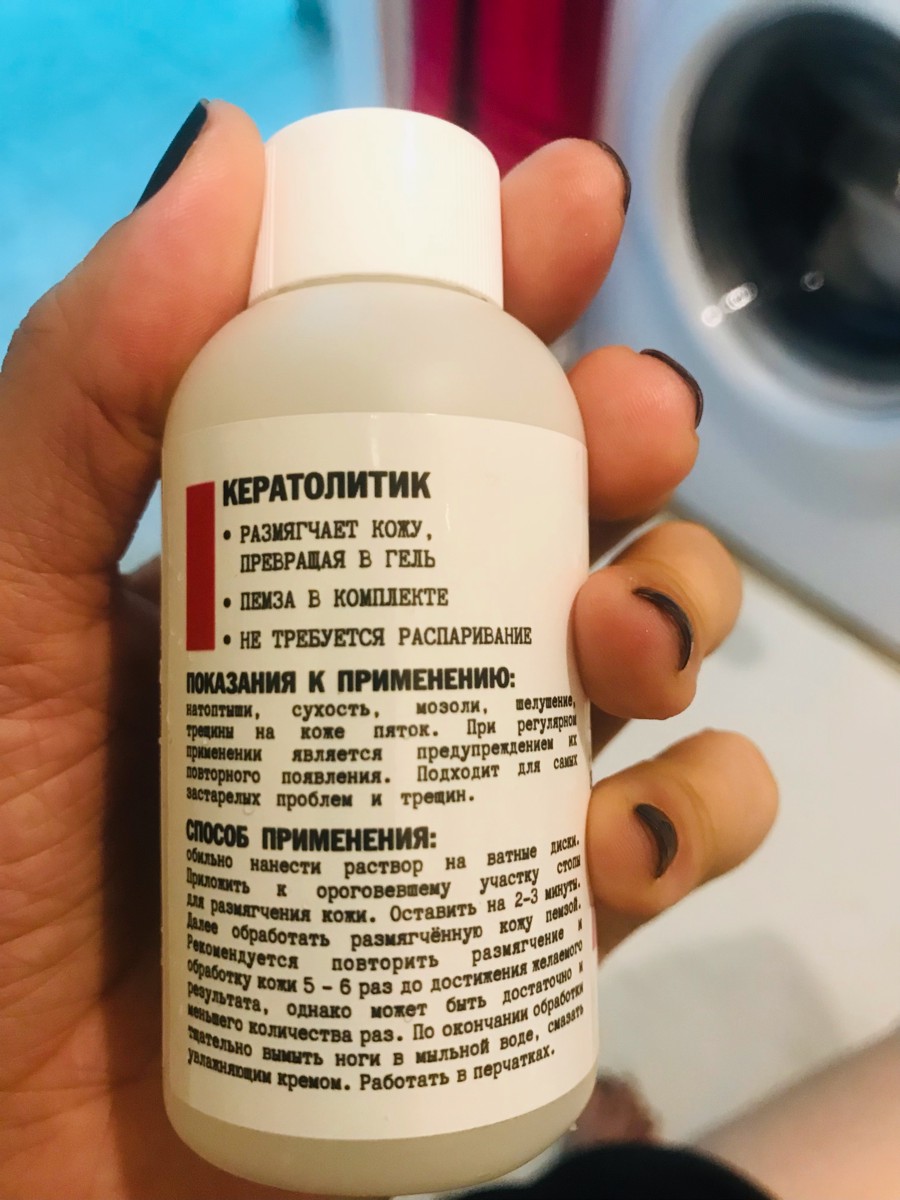 КЕРАТОЛИТИК
• РАЗМЯГЧАЕТ КОЖУ,
ПРЕВРАЩАЯ В ГЕЛЬ
• ПЕМЗА В КОМПЛЕКТЕ
• НЕ ТРЕБУЕТСЯ РАСПАРИВАНИЕ
ПОКАЗАНИЯ К ПРИМЕНЕНИЮ:
натоптыши, сухость, мозоли, шелушение,
трещины на коже пяток. При регулярном
применении является предупреждением их
повторного появления. Подходит для самых
застарелых проблем и трещин.
СПОСОБ ПРИМЕНЕНИЯ:
обильно нанести раствор на ватные диски.
Приложить к ороговевшему участку стопы
для размягчения кожи. Оставить на 2-3 минуты.
Далее обработать размягчённую кожу пемзой.
Рекомендуется повторить размягчение и
обработку кожи 5 - 6 раз до достижения желаемого
результата, однако может быть достаточно и
меньшего количества раз. По окончании обработки
тщательно вымыть ноги в мыльной воде, смазать
увлажняющим кремом. Работать в перчатках.